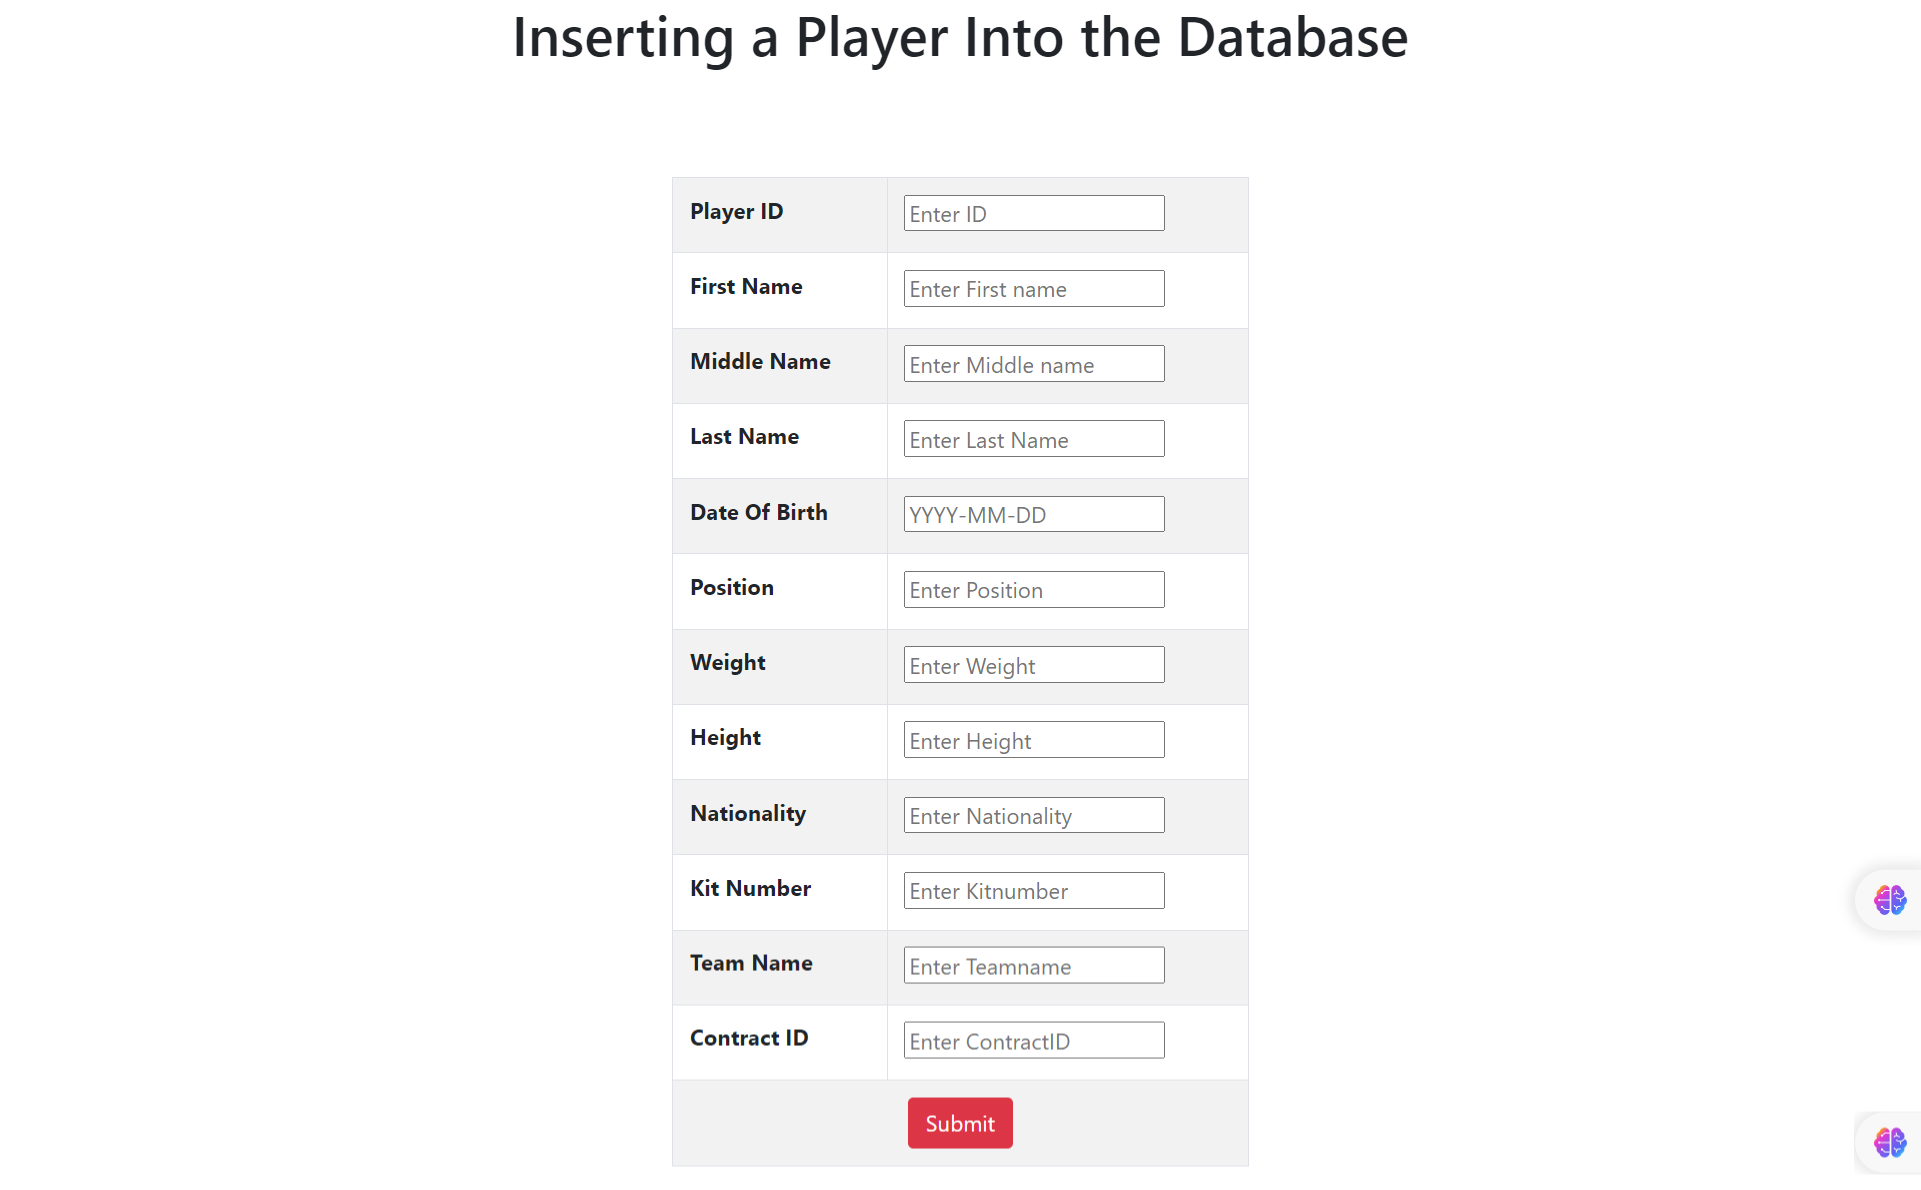 Inserting a Player Into the Database
Player ID Enter ID
First Name Enter First name
Middle Name Enter Middle name
Last Name Enter Last Name
Date Of Birth YYYY-MM-DD
Position Enter Position
Weight Enter Weight
Height Enter Height
Nationality Enter Nationality
Kit Number Enter Kitnumber
Team Name Enter Teamname
Contract ID Enter ContractID
Submit